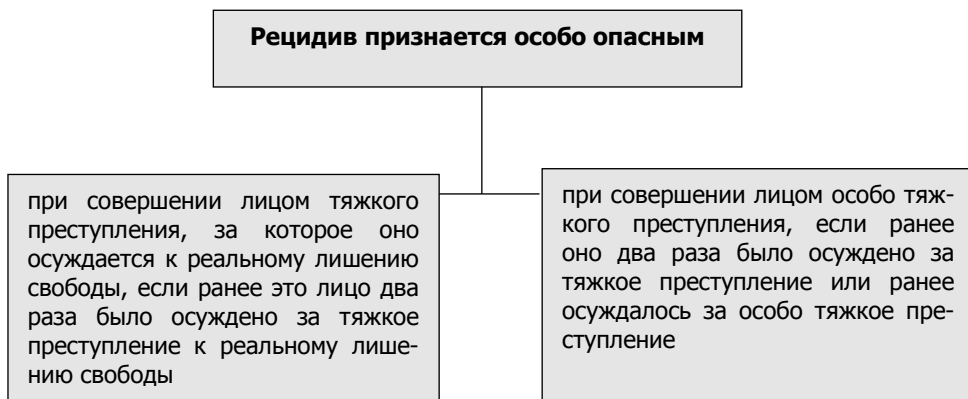 Рецидив признается особо опасным
при совершении лицом тяжкого
преступления, за которое оно
осуждается к реальному лишению
свободы, если ранее это лицо два
раза было осуждено за тяжкое
преступление к реальному лише-
нию свободы
при совершении лицом особо тяж-
кого преступления, если ранее
оно два раза было осуждено за
тяжкое преступление или ранее
осуждалось за особо тяжкое пре-
ступление